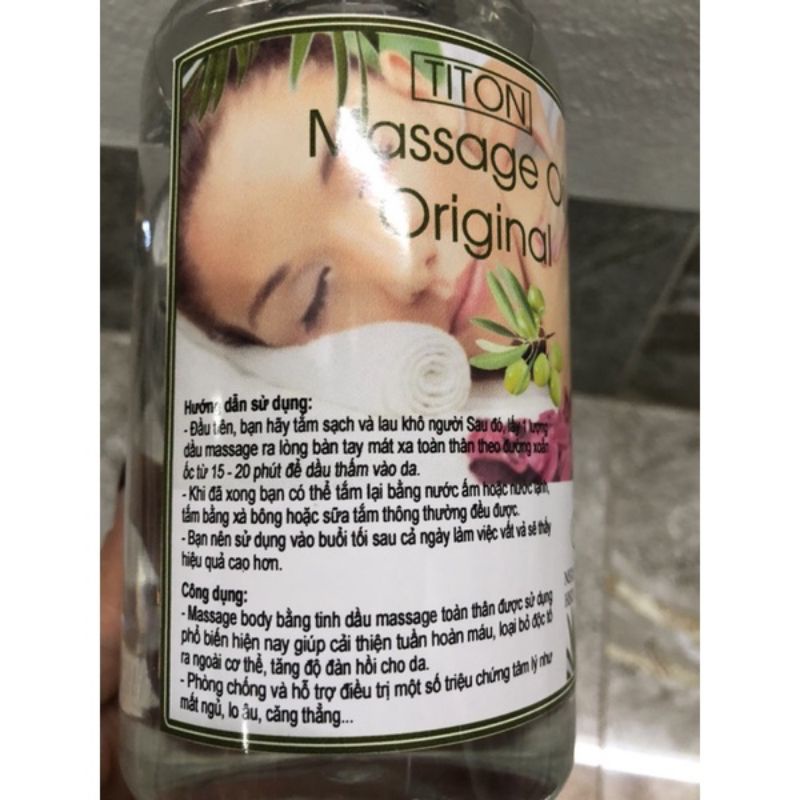 TITON
Massage
Original
Hướng dẫn sử dụng:
- Đầu tiên, bạn hãy tắm sạch và lau khô người Sau đó, lấy 1 lượng
dầu massage ra lòng bàn tay mát xa toàn thân theo đường xoắn
ốc từ 15 - 20 phút để dầu thấm vào da.
- Khi đã xong bạn có thể tắm lại bằng nước ấm hoặc nước lạnh,
tắm bằng xà bông hoặc sữa tắm thông thường đều được.
- Bạn nên sử dụng vào buổi tối sau cả ngày làm việc vất vả sẽ thấy
hiệu quả cao hơn.
Công dụng:
- Massage body bằng tinh dầu massage toàn thân được sử dụng
phổ biến hiện nay giúp cải thiện tuần hoàn máu, loại bỏ độc tố
ra ngoài cơ thể, tăng độ đàn hồi cho da.
- Phòng chống và hỗ trợ điều trị một số triệu chứng tâm lý như
mất ngủ, lo âu, căng thẳng...